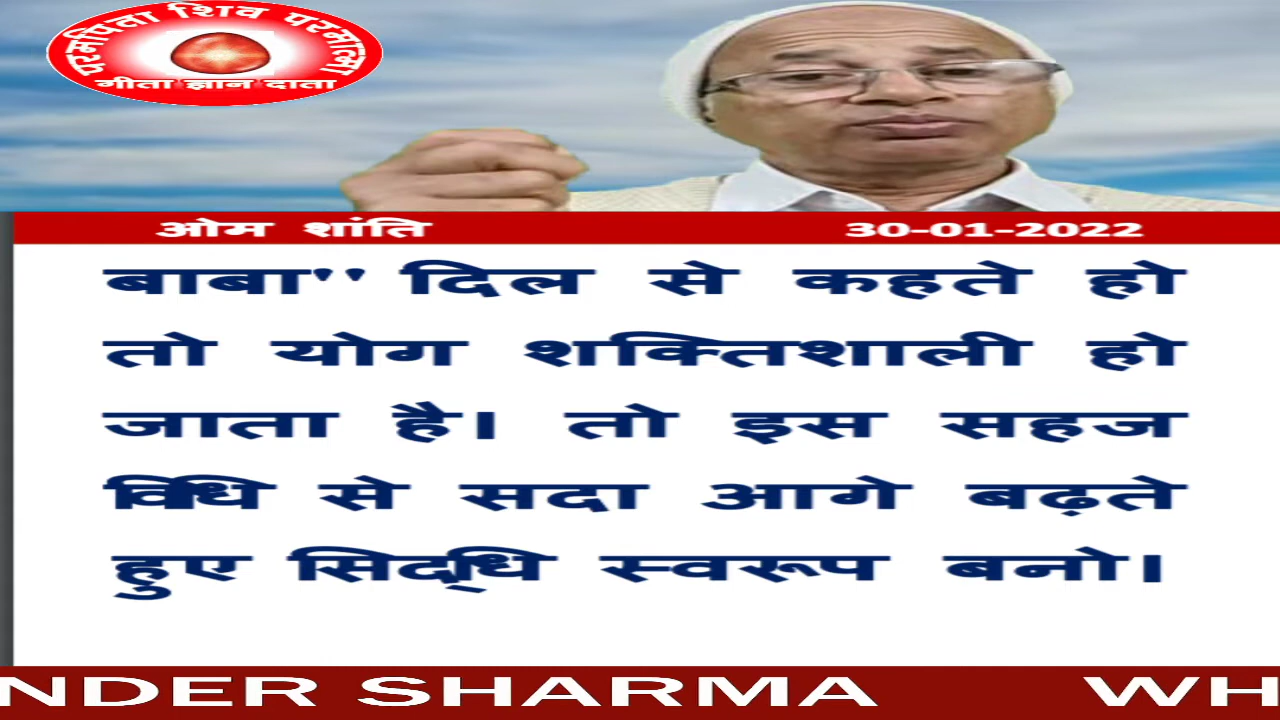 परमपिता शिव परमात्मा
गीता ज्ञान दाता
ओम शांति 30-01-2022
बाबा'' दिल से कहते हो
तो योग शक्तिशाली हो
जाता है। तो इस सहज
विधि से सदा आगे बढ़ते
हुए सिद्धि स्वरूप बनो।
NDER SHARMA WH